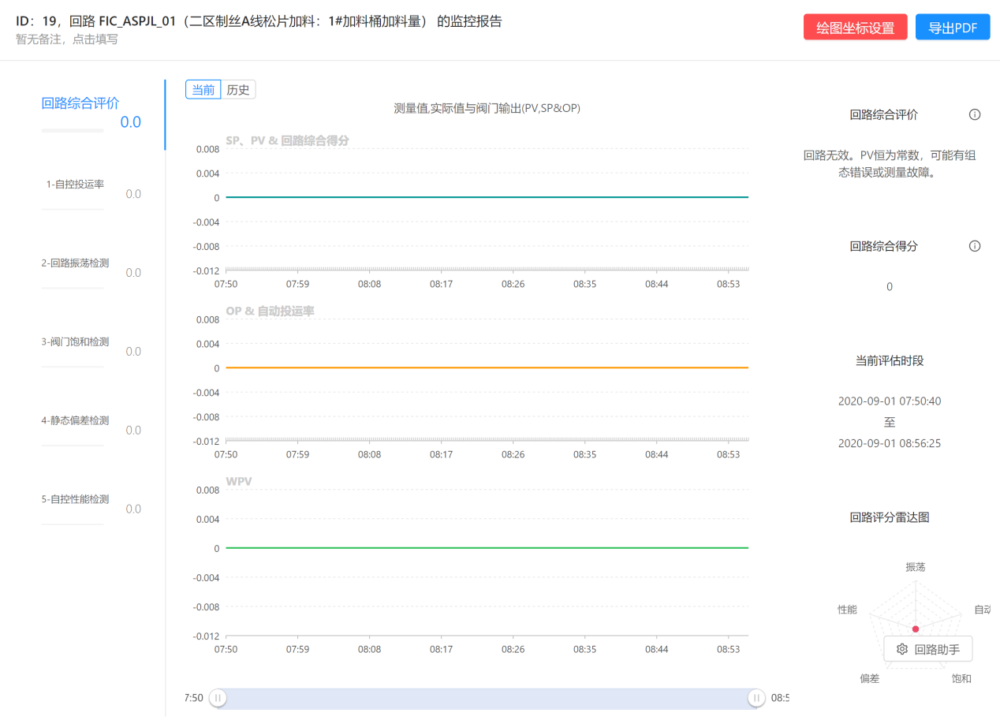 ID：19，回路 FIC_ASPJL_01（二区制丝A线松片加料：1#加料桶加料量） 的监控报告
暂无备注，点击填写
绘图坐标设置
导出PDF
回路综合评价
0.0
1-自控投运率
0.0
2-回路振荡检测
0.0
3-阀门饱和检测
0.0
4-静态偏差检测
0.0
5-自控性能检测
0.0
当前 历史
测量值,实际值与阀门输出(PV,SP&OP)
SP、PV & 回路综合得分
0.008
0.004
0
-0.004
-0.008
-0.012
07:50 07:59 08:08 08:17 08:26 08:35 08:44 08:53
OP & 自动投运率
0.008
0.004
0
-0.004
-0.008
-0.012
07:50 07:59 08:08 08:17 08:26 08:35 08:44 08:53
WPV
0.008
0.004
0
-0.004
-0.008
-0.012
07:50 07:59 08:08 08:17 08:26 08:35 08:44 08:53
7:50
08:5
回路综合评价
回路无效。PV恒为常数，可能有组
态错误或测量故障。
回路综合得分
0
当前评估时段
2020-09-01 07:50:40
至
2020-09-01 08:56:25
回路评分雷达图
振荡
性能
自动
回路助手
偏差
饱和